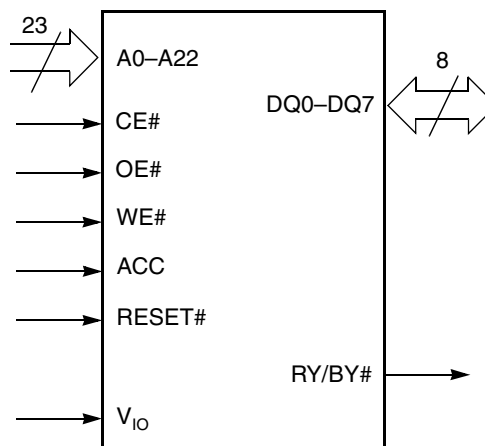 23
A0–A22
8
DQ0–DQ7
CE#
OE#
WE#
ACC
RESET#
RY/BY#
VIO